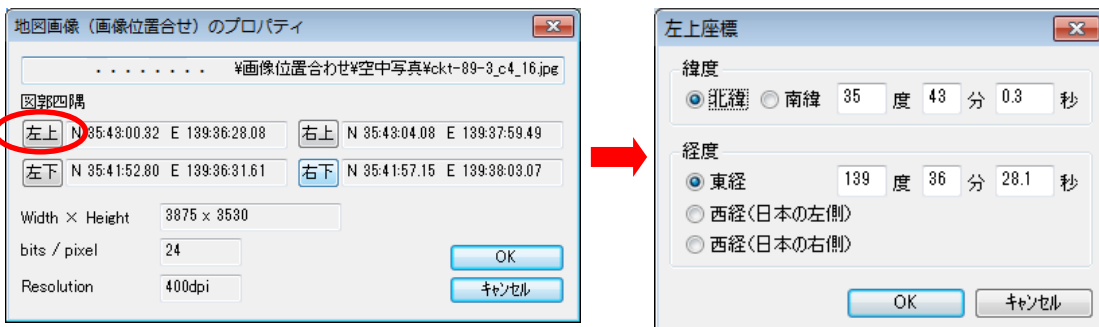 地図画像（画像位置合せ）のプロパティ
. . . . . . . . ¥画像位置合わせ¥空中写真¥ckt-89-3_c4_16.jpg
図郭四隅
左上 N 35:43:00.32 E 139:36:28.08 右上 N 35:43:04.08 E 139:37:59.49
左下 N 35:41:52.80 E 139:36:31.61 右下 N 35:41:57.15 E 139:38:03.07
Width × Height 3875 x 3530
bits / pixel 24
OK
Resolution 400dpi
キャンセル
左上座標
緯度
北緯 南緯 35 度 43 分 0.3 秒
経度
東経 139 度 36 分 28.1 秒
西経(日本の左側)
西経(日本の右側)
OK キャンセル